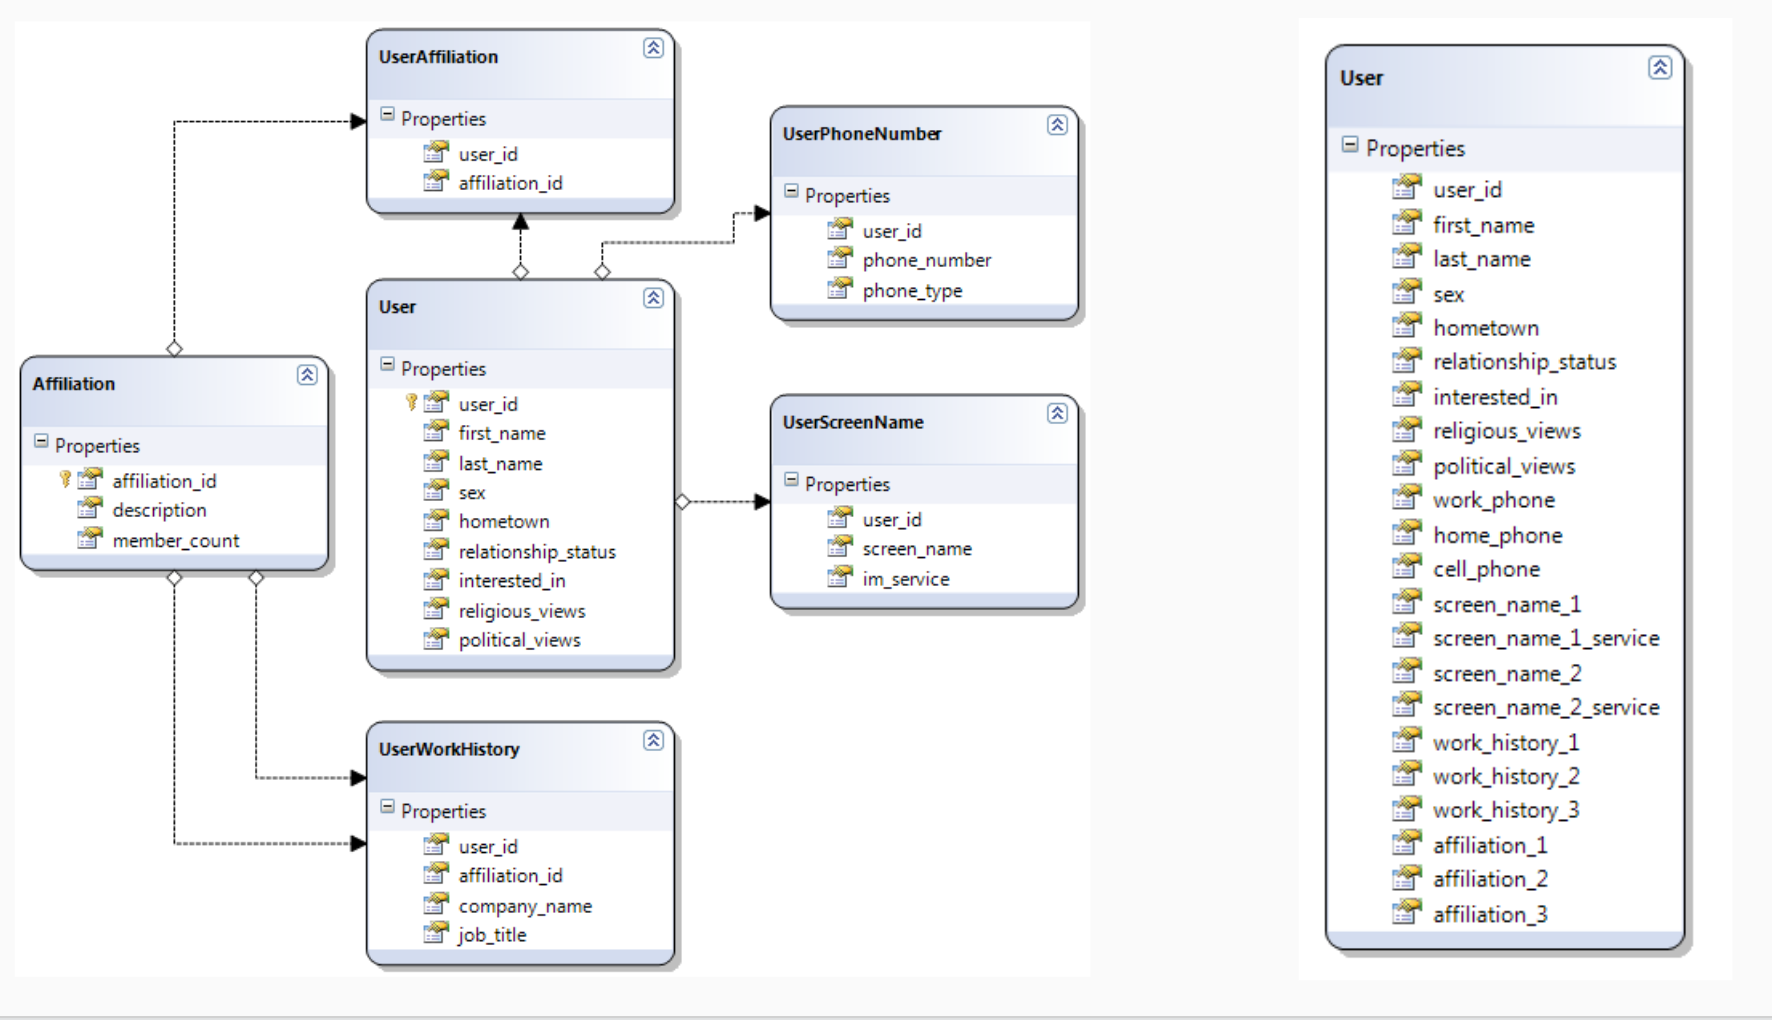 UserAffiliation
Properties
user_id
affiliation_id
UserPhoneNumber
Properties
user_id
phone_number
phone_type
User
Properties
user_id
first_name
last_name
sex
hometown
relationship_status
interested_in
religious_views
political_views
Affiliation
Properties
affiliation_id
description
member_count
UserScreenName
Properties
user_id
screen_name
im_service
UserWorkHistory
Properties
user_id
affiliation_id
company_name
job_title
User
Properties
user_id
first_name
last_name
sex
hometown
relationship_status
interested_in
religious_views
political_views
work_phone
home_phone
cell_phone
screen_name_1
screen_name_1_service
screen_name_2
screen_name_2_service
work_history_1
work_history_2
work_history_3
affiliation_1
affiliation_2
affiliation_3